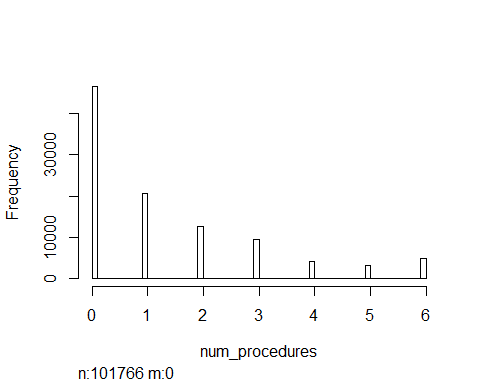 Frequency
30000
10000
0
0 1 2 3 4 5 6
num_procedures
n:101766 m:0